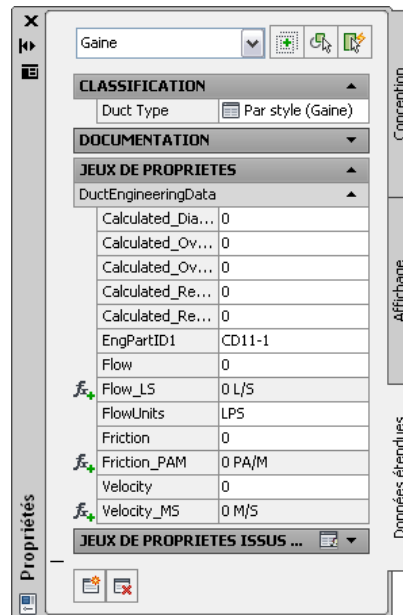 Gaine
CLASSIFICATION
Duct Type Par style (Gaine)
DOCUMENTATION
JEUX DE PROPRIETES
DuctEngineeringData
Calculated_Dia... 0
Calculated_Ov... 0
Calculated_Ov... 0
Calculated_Re... 0
Calculated_Re... 0
EngPartID1 CD11-1
Flow 0
Flow_LS 0 L/S
FlowUnits LPS
Friction 0
Friction_PAM 0 PA/M
Velocity 0
Velocity_MS 0 M/S
JEUX DE PROPRIETES ISSUS ...
Propriétés
Conception
Affichage
Données étendues